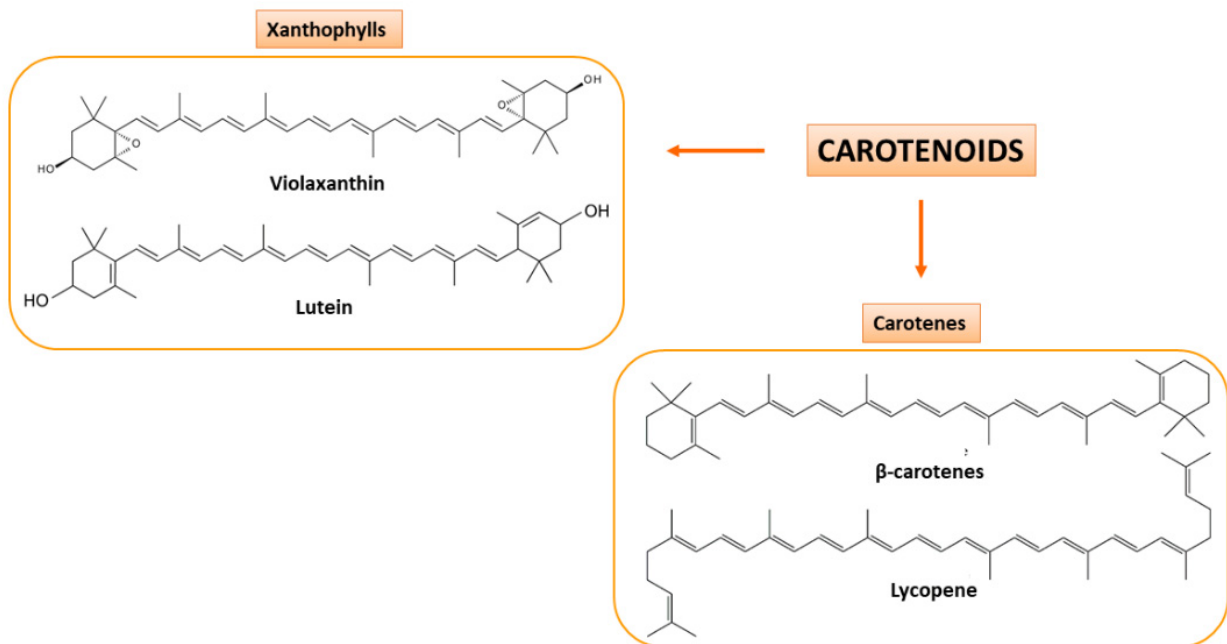 Xanthophylls
OH
O
O
HO
Violaxanthin
CAROTENOIDS
OH
HO
Lutein
Carotenes
β-carotenes
Lycopene